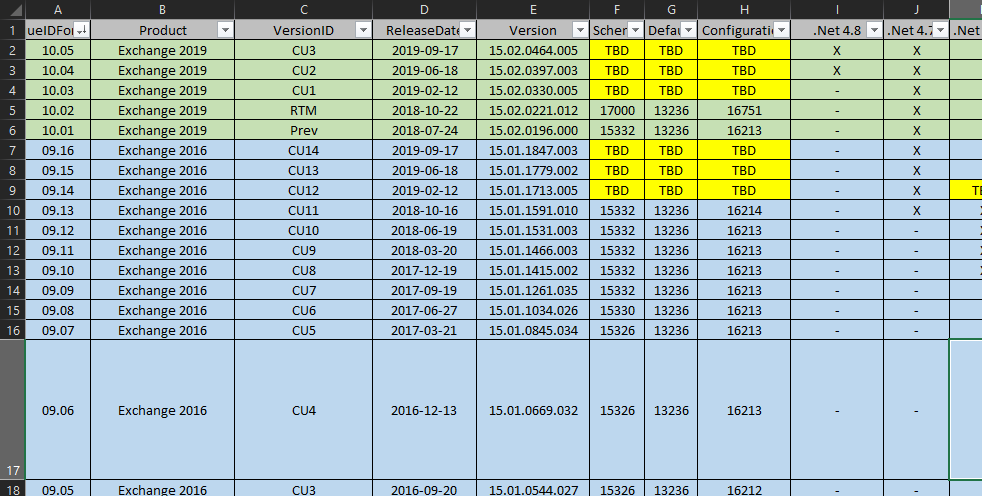 A B C D E F G H I J
1 ueIDFo Product VersionID ReleaseDate Version Scher Defau Configurati .Net 4.8 .Net 4.7 .Net
2 10.05 Exchange 2019 CU3 2019-09-17 15.02.0464.005 TBD TBD TBD X X
3 10.04 Exchange 2019 CU2 2019-06-18 15.02.0397.003 TBD TBD TBD X X
4 10.03 Exchange 2019 CU1 2019-02-12 15.02.0330.005 TBD TBD TBD - X
5 10.02 Exchange 2019 RTM 2018-10-22 15.02.0221.012 17000 13236 16751 - X
6 10.01 Exchange 2019 Prev 2018-07-24 15.02.0196.000 15332 13236 16213 - X
7 09.16 Exchange 2016 CU14 2019-09-17 15.01.1847.003 TBD TBD TBD - X
8 09.15 Exchange 2016 CU13 2019-06-18 15.01.1779.002 TBD TBD TBD - X
9 09.14 Exchange 2016 CU12 2019-02-12 15.01.1713.005 TBD TBD TBD - X
10 09.13 Exchange 2016 CU11 2018-10-16 15.01.1591.010 15332 13236 16214 - X
11 09.12 Exchange 2016 CU10 2018-06-19 15.01.1531.003 15332 13236 16213 - -
12 09.11 Exchange 2016 CU9 2018-03-20 15.01.1466.003 15332 13236 16213 - -
13 09.10 Exchange 2016 CU8 2017-12-19 15.01.1415.002 15332 13236 16213 - -
14 09.09 Exchange 2016 CU7 2017-09-19 15.01.1261.035 15332 13236 16213 - -
15 09.08 Exchange 2016 CU6 2017-06-27 15.01.1034.026 15330 13236 16213 - -
16 09.07 Exchange 2016 CU5 2017-03-21 15.01.0845.034 15326 13236 16213 - -
17 09.06 Exchange 2016 CU4 2016-12-13 15.01.0669.032 15326 13236 16213 - -
18 09.05 Exchange 2016 CU3 2016-09-20 15.01.0544.027 15326 13236 16212 - -